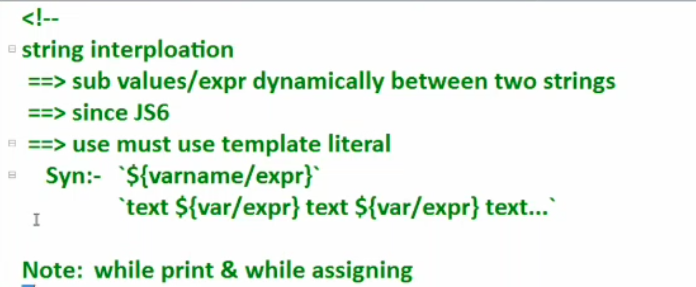 <!--
string interploation
==> sub values/expr dynamically between two strings
==> since JS6
==> use must use template literal
Syn:- `${varname/expr}`
`text ${var/expr} text ${var/expr} text...`
Note: while print & while assigning